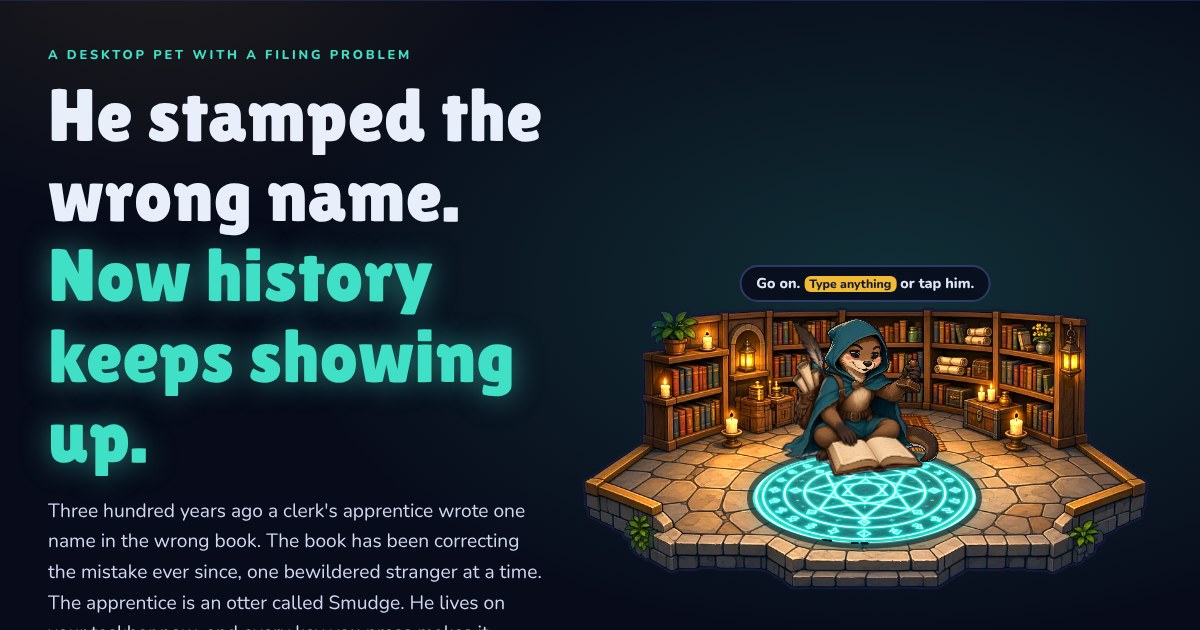 A DESKTOP PET WITH A FILING PROBLEM
He stamped the
wrong name.
Now history
keeps showing
up.
Go on. Type anything or tap him.
Three hundred years ago a clerk's apprentice wrote one
name in the wrong book. The book has been correcting
the mistake ever since, one bewildered stranger at a time.
The apprentice is an otter called Smudge. He lives on